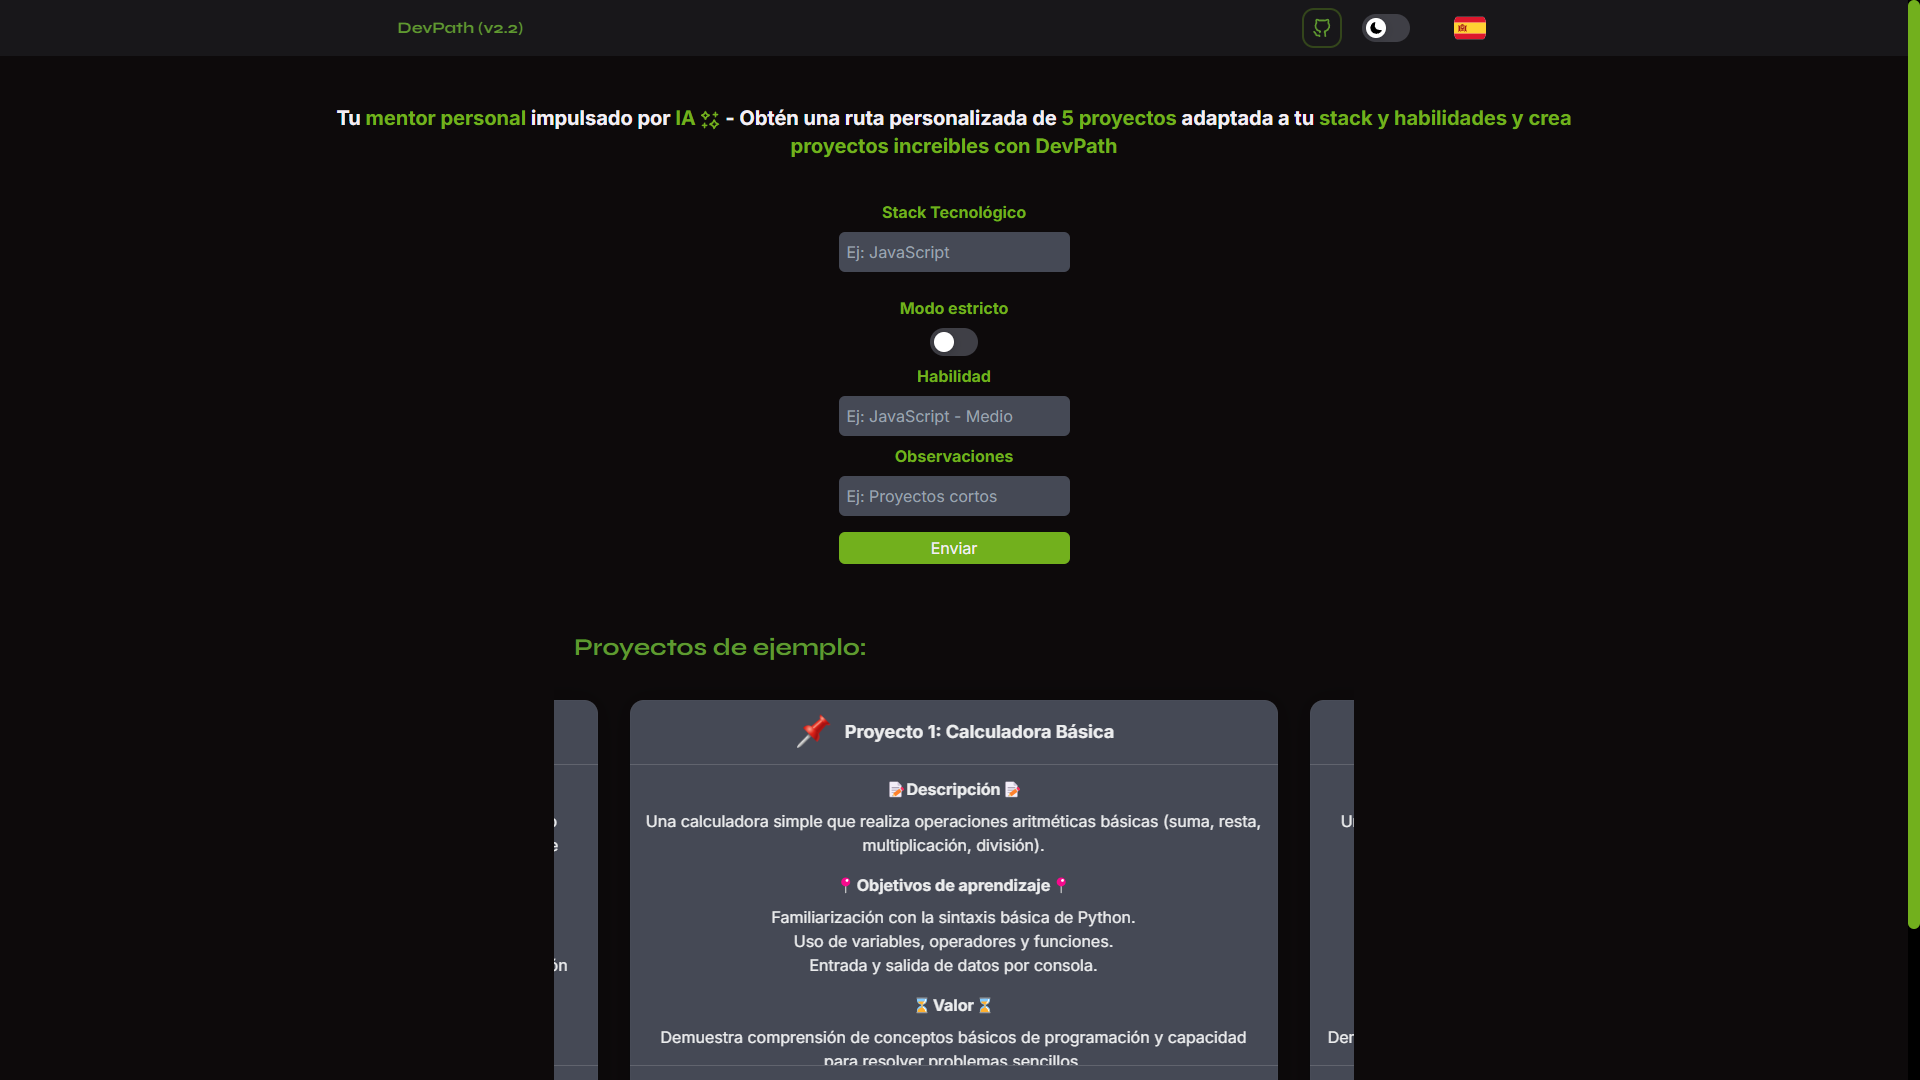 DevPath (v2.2)
Tu mentor personal impulsado por IA - Obtén una ruta personalizada de 5 proyectos adaptada a tu stack y habilidades y crea
proyectos increibles con DevPath
Stack Tecnológico
Ej: JavaScript
Modo estricto
Habilidad
Ej: JavaScript - Medio
Observaciones
Ej: Proyectos cortos
Enviar
Proyectos de ejemplo:
Proyecto 1: Calculadora Básica
Descripción
Una calculadora simple que realiza operaciones aritméticas básicas (suma, resta,
multiplicación, división).
Objetivos de aprendizaje
Familiarización con la sintaxis básica de Python.
Uso de variables, operadores y funciones.
Entrada y salida de datos por consola.
Valor
Demuestra comprensión de conceptos básicos de programación y capacidad
para resolver problemas sencillos.